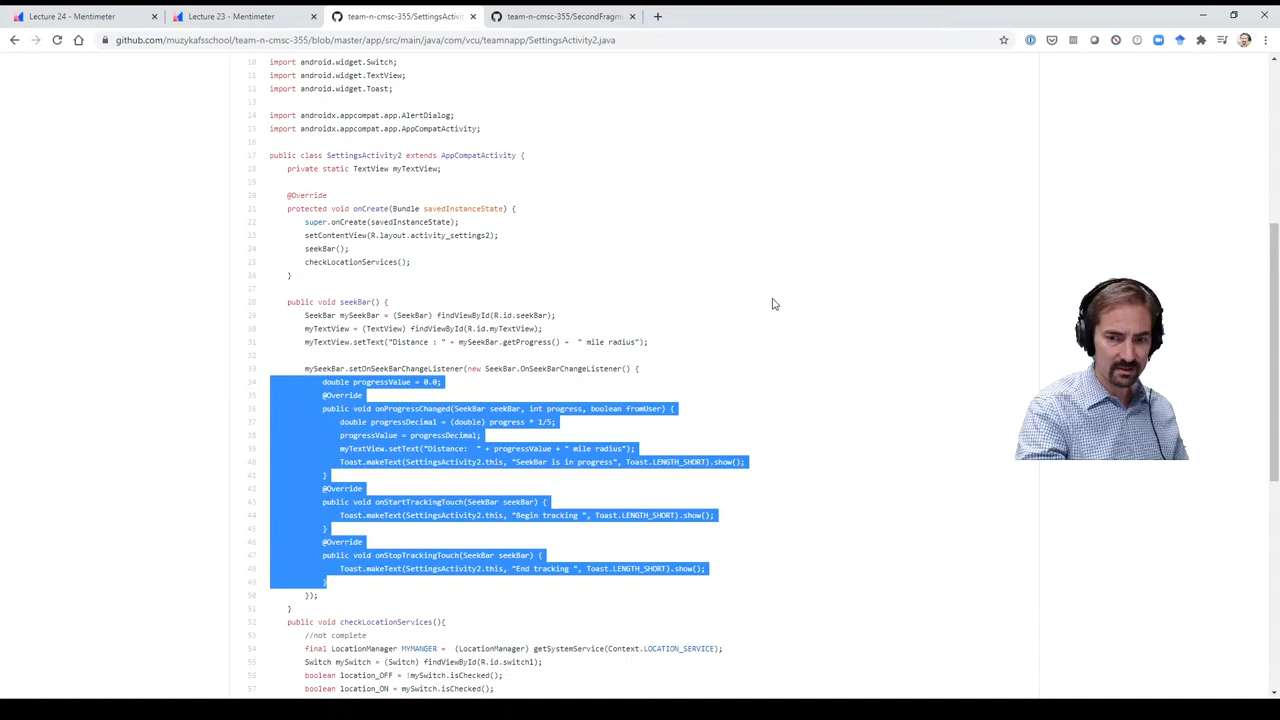 Lecture 24 - Mentimeter
Lecture 23 - Mentimeter
team-n-cmsc-355/SettingsActivit
team-n-cmsc-355/SecondFragm
github.com/muzykafsschool/team-n-cmsc-355/blob/master/app/src/main/java/com/vcu/teamnapp/SettingsActivity2.java
10 import android.widget.Switch;
11 import android.widget.TextView;
12 import android.widget.Toast;
13
14 import androidx.appcompat.app.AlertDialog;
15 import androidx.appcompat.app.AppCompatActivity;
16
17 public class SettingsActivity2 extends AppCompatActivity {
18 private static TextView myTextView;
19
20 @Override
21 protected void onCreate(Bundle savedInstanceState) {
22 super.onCreate(savedInstanceState);
23 setContentView(R.layout.activity_settings2);
24 seekBar();
25 checkLocationServices();
26 }
27
28 public void seekBar() {
29 SeekBar mySeekBar = (SeekBar) findViewById(R.id.seekBar);
30 myTextView = (TextView) findViewById(R.id.myTextView);
31 myTextView.setText("Distance : " + mySeekBar.getProgress() +  " mile radius");
32
33 mySeekBar.setOnSeekBarChangeListener(new SeekBar.OnSeekBarChangeListener() {
34 double progressValue = 0.0;
35 @Override
36 public void onProgressChanged(SeekBar seekBar, int progress, boolean fromUser) {
37 double progressDecimal = (double) progress * 1/5;
38 progressValue = progressDecimal;
39 myTextView.setText("Distance:  " + progressValue + " mile radius");
40 Toast.makeText(SettingsActivity2.this, "SeekBar is in progress", Toast.LENGTH_SHORT).show();
41 }
42 @Override
43 public void onStartTrackingTouch(SeekBar seekBar) {
44 Toast.makeText(SettingsActivity2.this, "Begin tracking ", Toast.LENGTH_SHORT).show();
45 }
46 @Override
47 public void onStopTrackingTouch(SeekBar seekBar) {
48 Toast.makeText(SettingsActivity2.this, "End tracking ", Toast.LENGTH_SHORT).show();
49 }
50 });
51 }
52 public void checkLocationServices(){
53 //not complete
54 final LocationManager MYMANGER =  (LocationManager) getSystemService(Context.LOCATION_SERVICE);
55 Switch mySwitch = (Switch) findViewById(R.id.switch1);
56 boolean location_OFF = !mySwitch.isChecked();
57 boolean location_ON = mySwitch.isChecked();